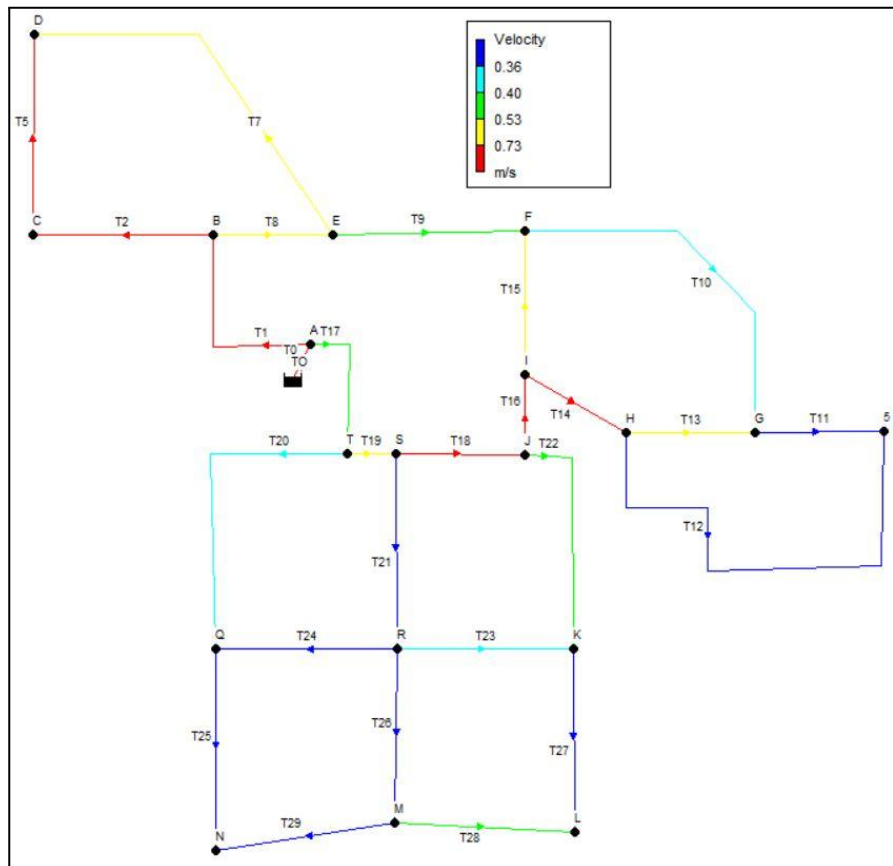 D
Velocity
0.36
0.40
0.53
0.73
m/s
T5
T7
C
T2
B
T8
E
T9
F
T10
T15
T1
A
T17
T0
TO
I
T16
T14
H
T13
G
T11
5
T20
T
T19
S
T18
J
T22
T12
T21
Q
T24
R
T23
K
T25
T26
T27
N
T29
M
T28
L